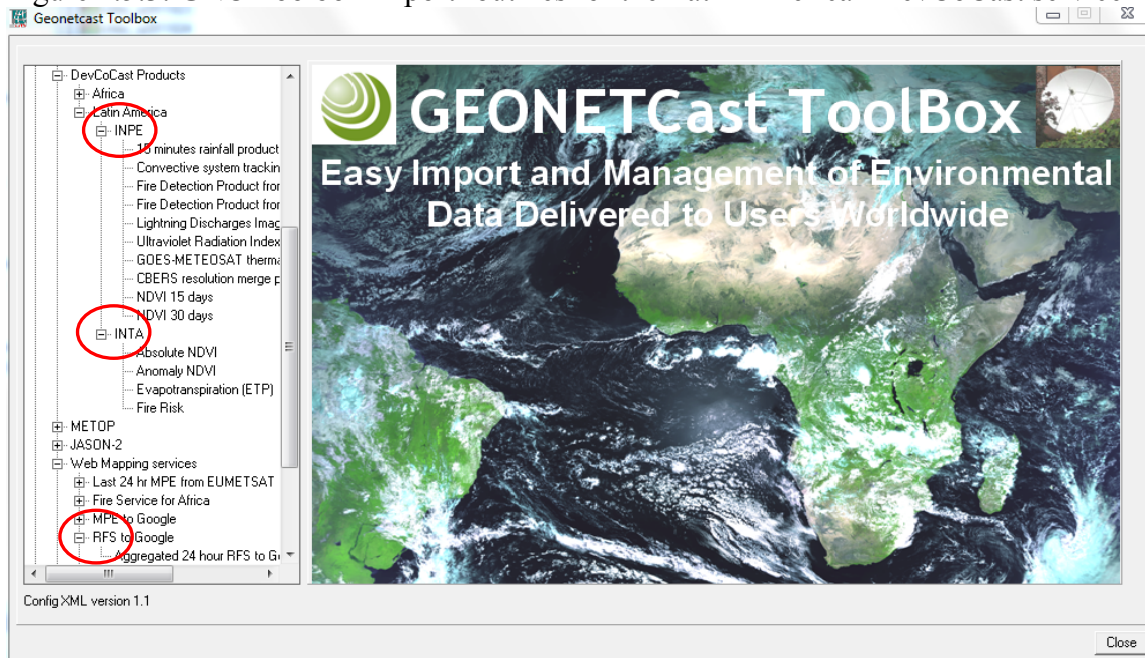 Geonetcast Toolbox
DevCoCast Products
Africa
Latin America
INPE
15 minutes rainfall product
Convective system trackin
Fire Detection Product fror
Fire Detection Product fror
Lightning Discharges Imag
Ultraviolet Radiation Index
GOES-METEOSAT therma
CBERS resolution merge p
NDVI 15 days
NDVI 30 days
INTA
Absolute NDVI
Anomaly NDVI
Evapotranspiration (ETP)
Fire Risk
METOP
JASON-2
Web Mapping services
Last 24 hr MPE from EUMETSAT
Fire Service for Africa
MPE to Google
RFS to Google
Aggregated 24 hour RFS to G
GEONETCast ToolBox
Easy Import and Management of Environmental
Data Delivered to Users Worldwide
Config XML version 1.1
Close